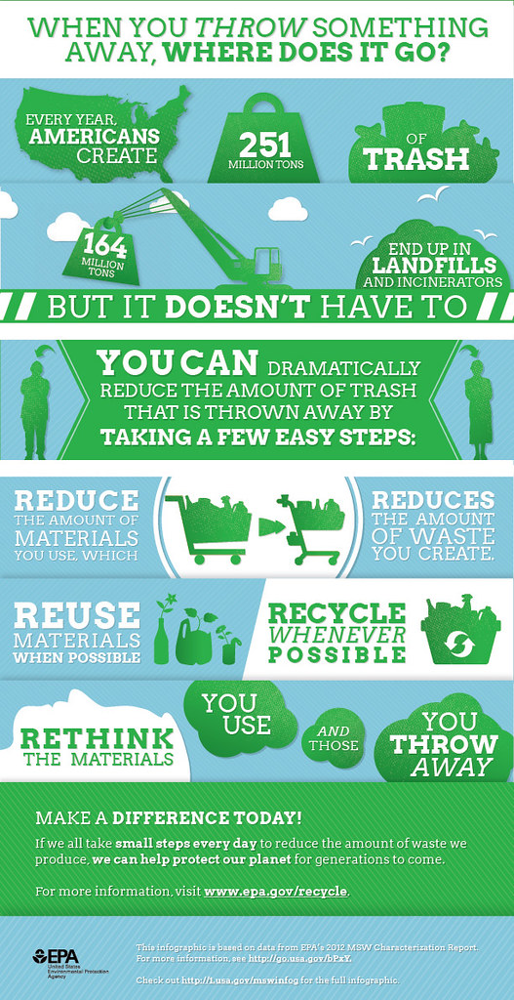 WHEN YOU THROW SOMETHING
AWAY, WHERE DOES IT GO?
EVERY YEAR,
AMERICANS
CREATE
251
MILLION TONS
OF
TRASH
164
MILLION
TONS
END UP IN
LANDFILLS
AND INCINERATORS
BUT IT DOESN'T HAVE TO
YOU CAN DRAMATICALLY
REDUCE THE AMOUNT OF TRASH
THAT IS THROWN AWAY BY
TAKING A FEW EASY STEPS:
REDUCE
THE AMOUNT OF
MATERIALS
YOU USE, WHICH
REDUCES
THE AMOUNT
OF WASTE
YOU CREATE.
REUSE
MATERIALS
WHEN POSSIBLE
RECYCLE
WHENEVER
POSSIBLE
RETHINK
THE MATERIALS
YOU
USE
AND
THOSE
YOU
THROW
AWAY
MAKE A DIFFERENCE TODAY!
If we all take small steps every day to reduce the amount of waste we
produce, we can help protect our planet for generations to come.
For more information, visit www.epa.gov/recycle.
EPA
United States
Environmental Protection
Agency
This infographic is based on data from EPA's 2012 MSW Characterization Report.
For more information, see http://go.usa.gov/bPxY.
Check out http://1.usa.gov/mswinfog for the full infographic.